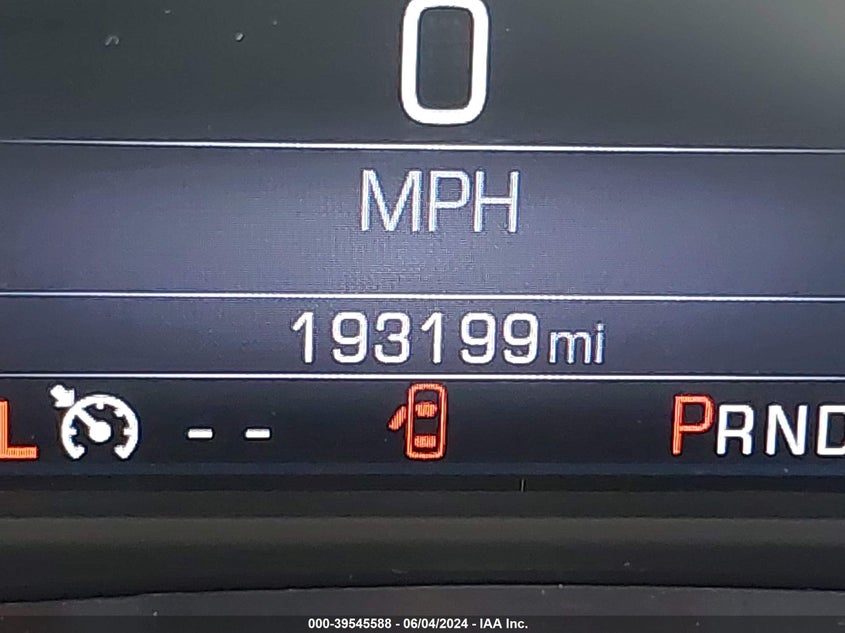 0
MPH
193199mi
L -- PRND
000-39545588 - 06/04/2024 - IAA Inc.